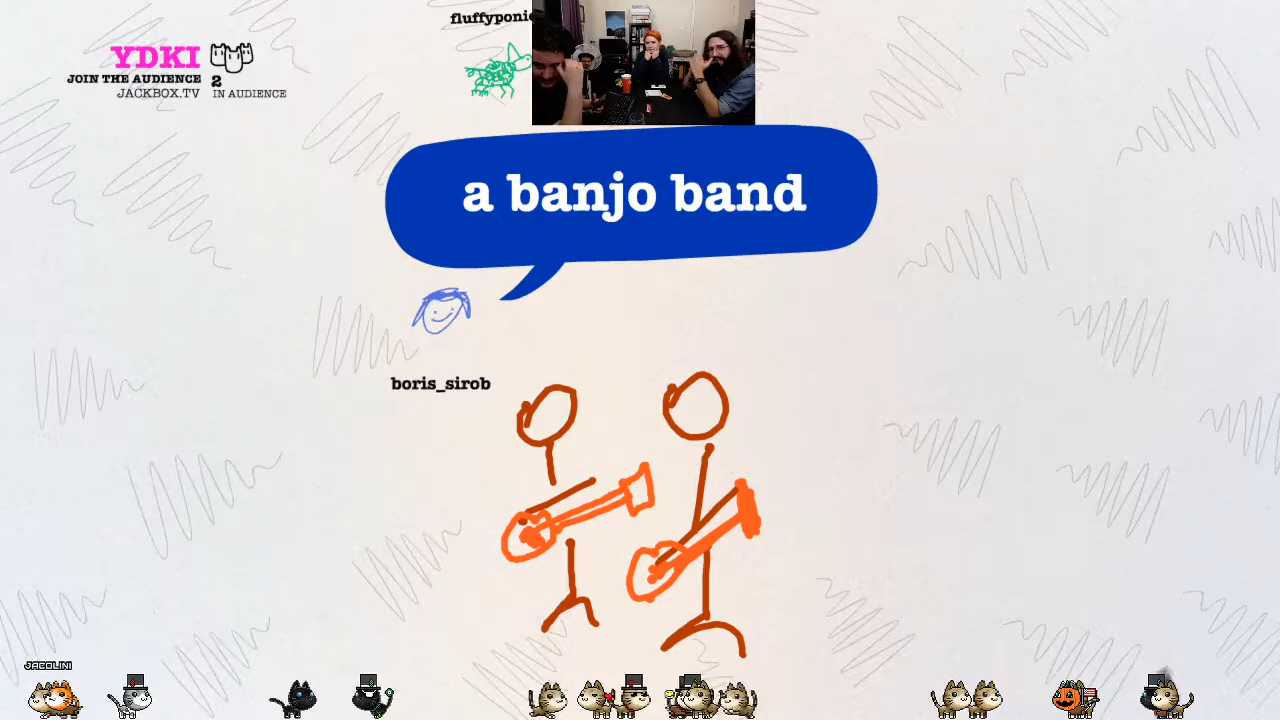 fluffyponie
YDKI
JOIN THE AUDIENCE 2
JACKBOX.TV IN AUDIENCE
a banjo band
boris_sirob
JACOLINI